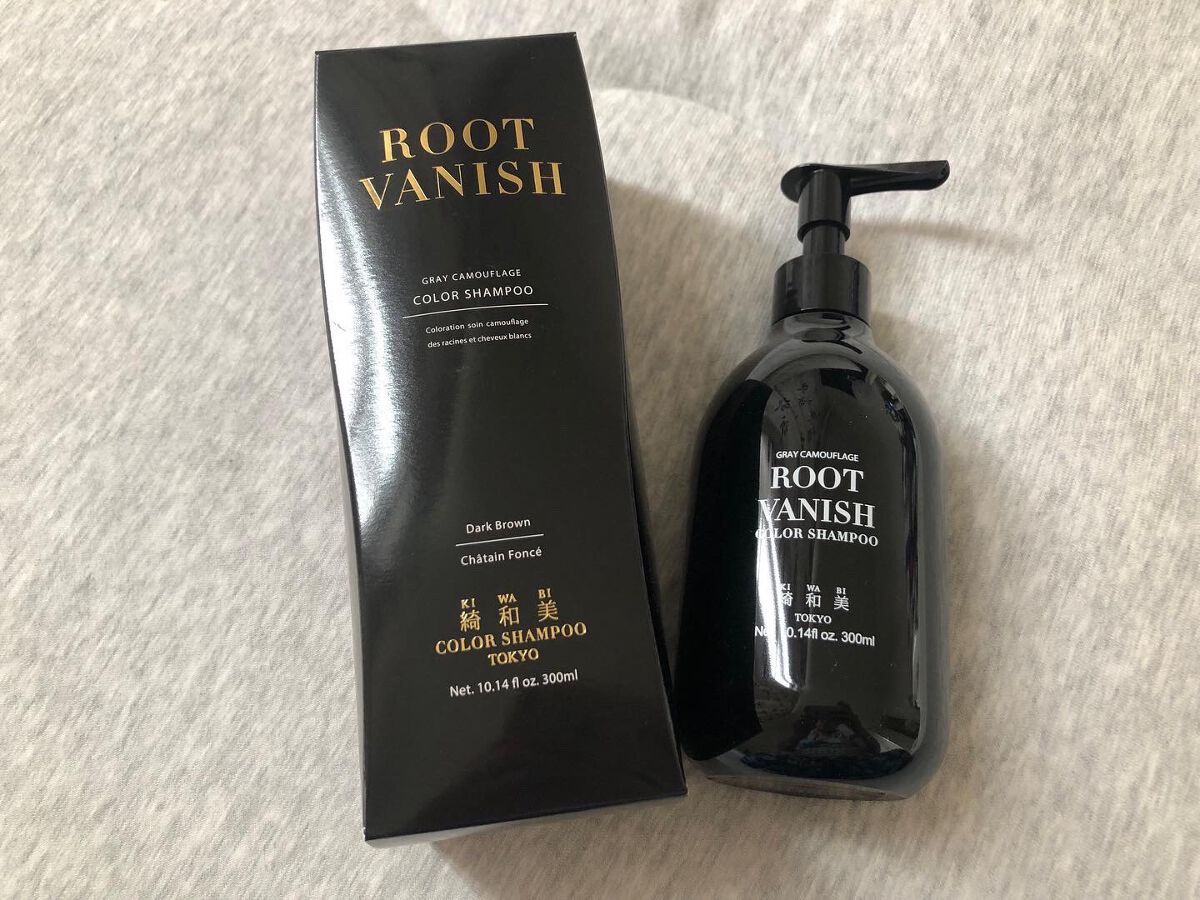 ROOT
VANISH
GRAY CAMOUFLAGE
COLOR SHAMPOO
Coloration soin camouflage
des racines et cheveux blancs
Dark Brown
Châtain Foncé
KI WA BI
綺和美
COLOR SHAMPOO
TOKYO
Net. 10.14 fl oz. 300ml
GRAY CAMOUFLAGE
ROOT
VANISH
COLOR SHAMPOO
KI WA BI
綺和美
TOKYO
Net. 10.14fl oz. 300ml